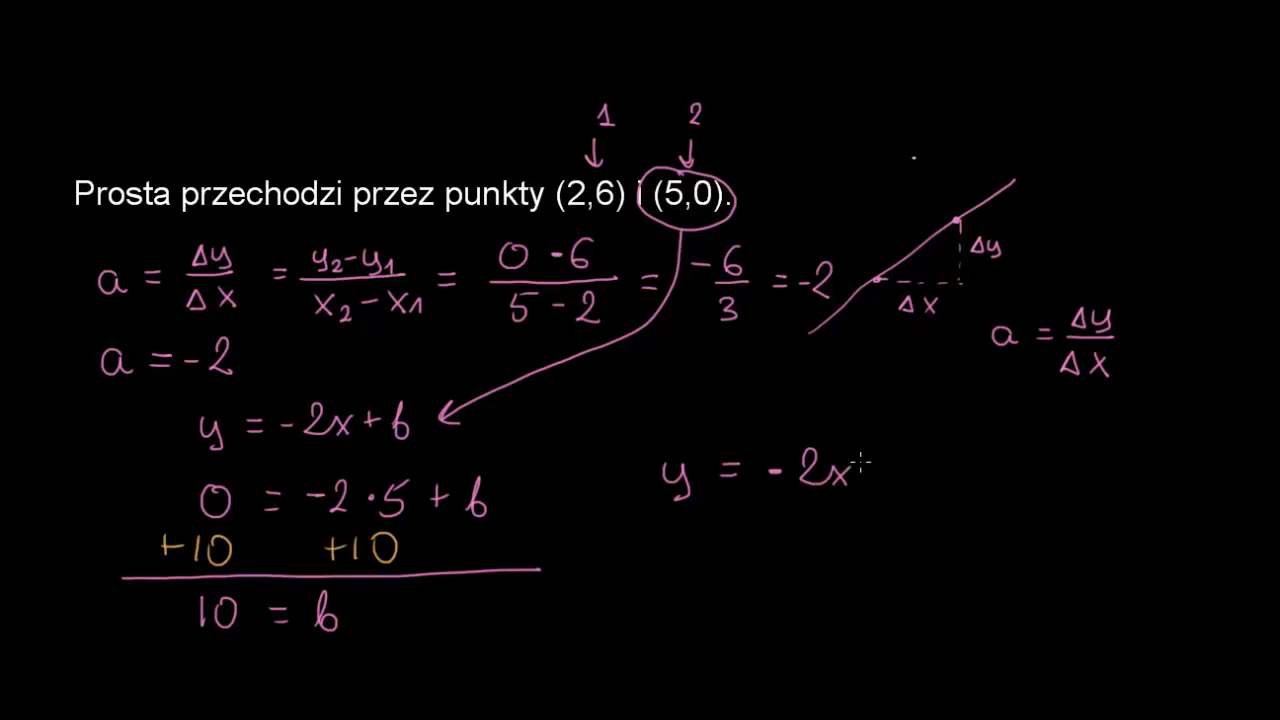 1 2
↓ ↓
Prosta przechodzi przez punkty (2,6) i (5,0).
a = Δy/Δx = y₂-y₁/x₂-x₁ = 0-6/5-2 = -6/3 = -2
Δy
Δx
a = Δy/Δx
a = -2
y = -2x+b
0 = -2·5+b
+10 +10
10 = b
y = -2x